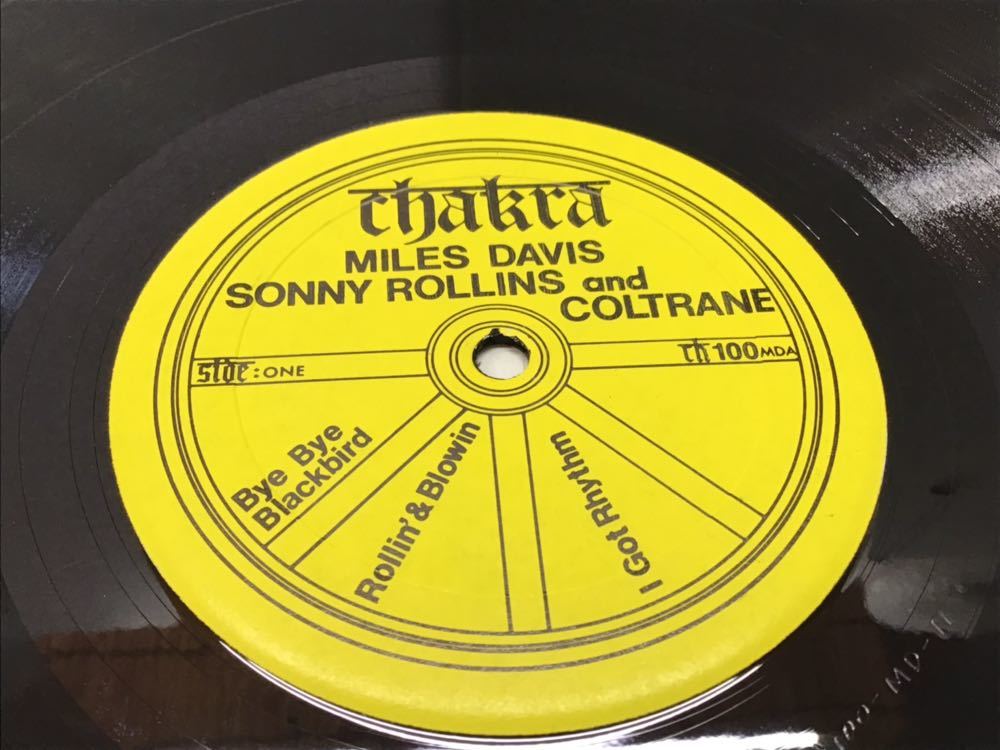 chakra
MILES DAVIS
SONNY ROLLINS and
COLTRANE
side: ONE
ch 100 MDA
Bye Bye
Blackbird
Rollin' & Blowin
I Got Rhythm